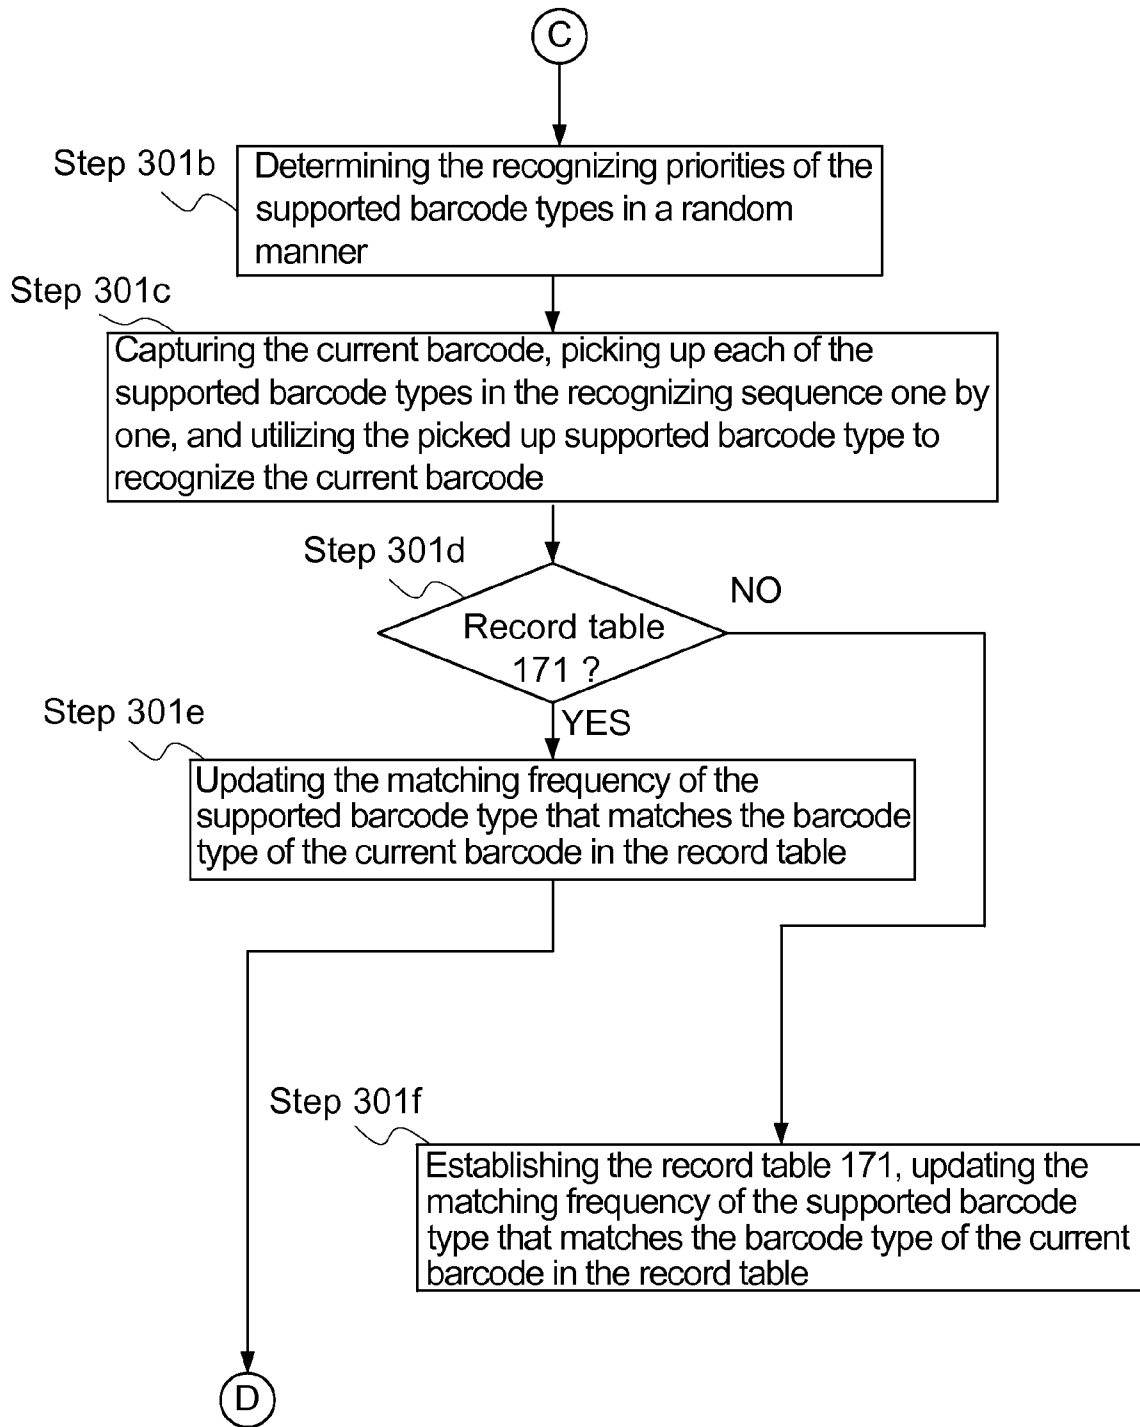 C
Step 301b
Determining the recognizing priorities of the
supported barcode types in a random
manner
Step 301c
Capturing the current barcode, picking up each of the
supported barcode types in the recognizing sequence one by
one, and utilizing the picked up supported barcode type to
recognize the current barcode
Step 301d
NO
Record table
171 ?
YES
Step 301e
Updating the matching frequency of the
supported barcode type that matches the barcode
type of the current barcode in the record table
Step 301f
Establishing the record table 171, updating the
matching frequency of the supported barcode
type that matches the barcode type of the current
barcode in the record table
D